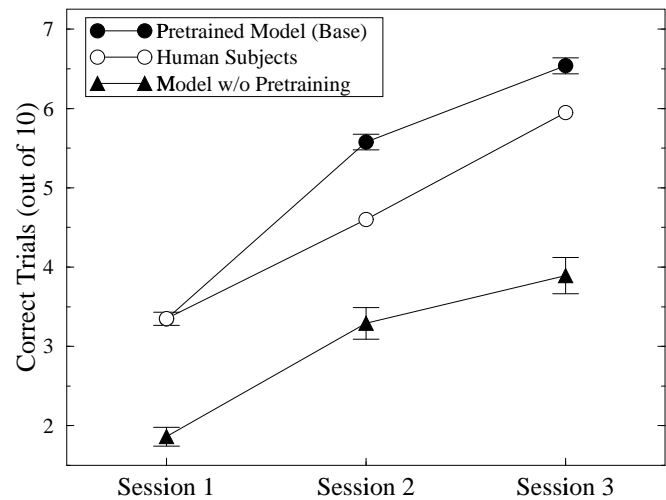 7
6
5
4
3
2
Correct Trials (out of 10)
Pretrained Model (Base)
Human Subjects
Model w/o Pretraining
Session 1
Session 2
Session 3